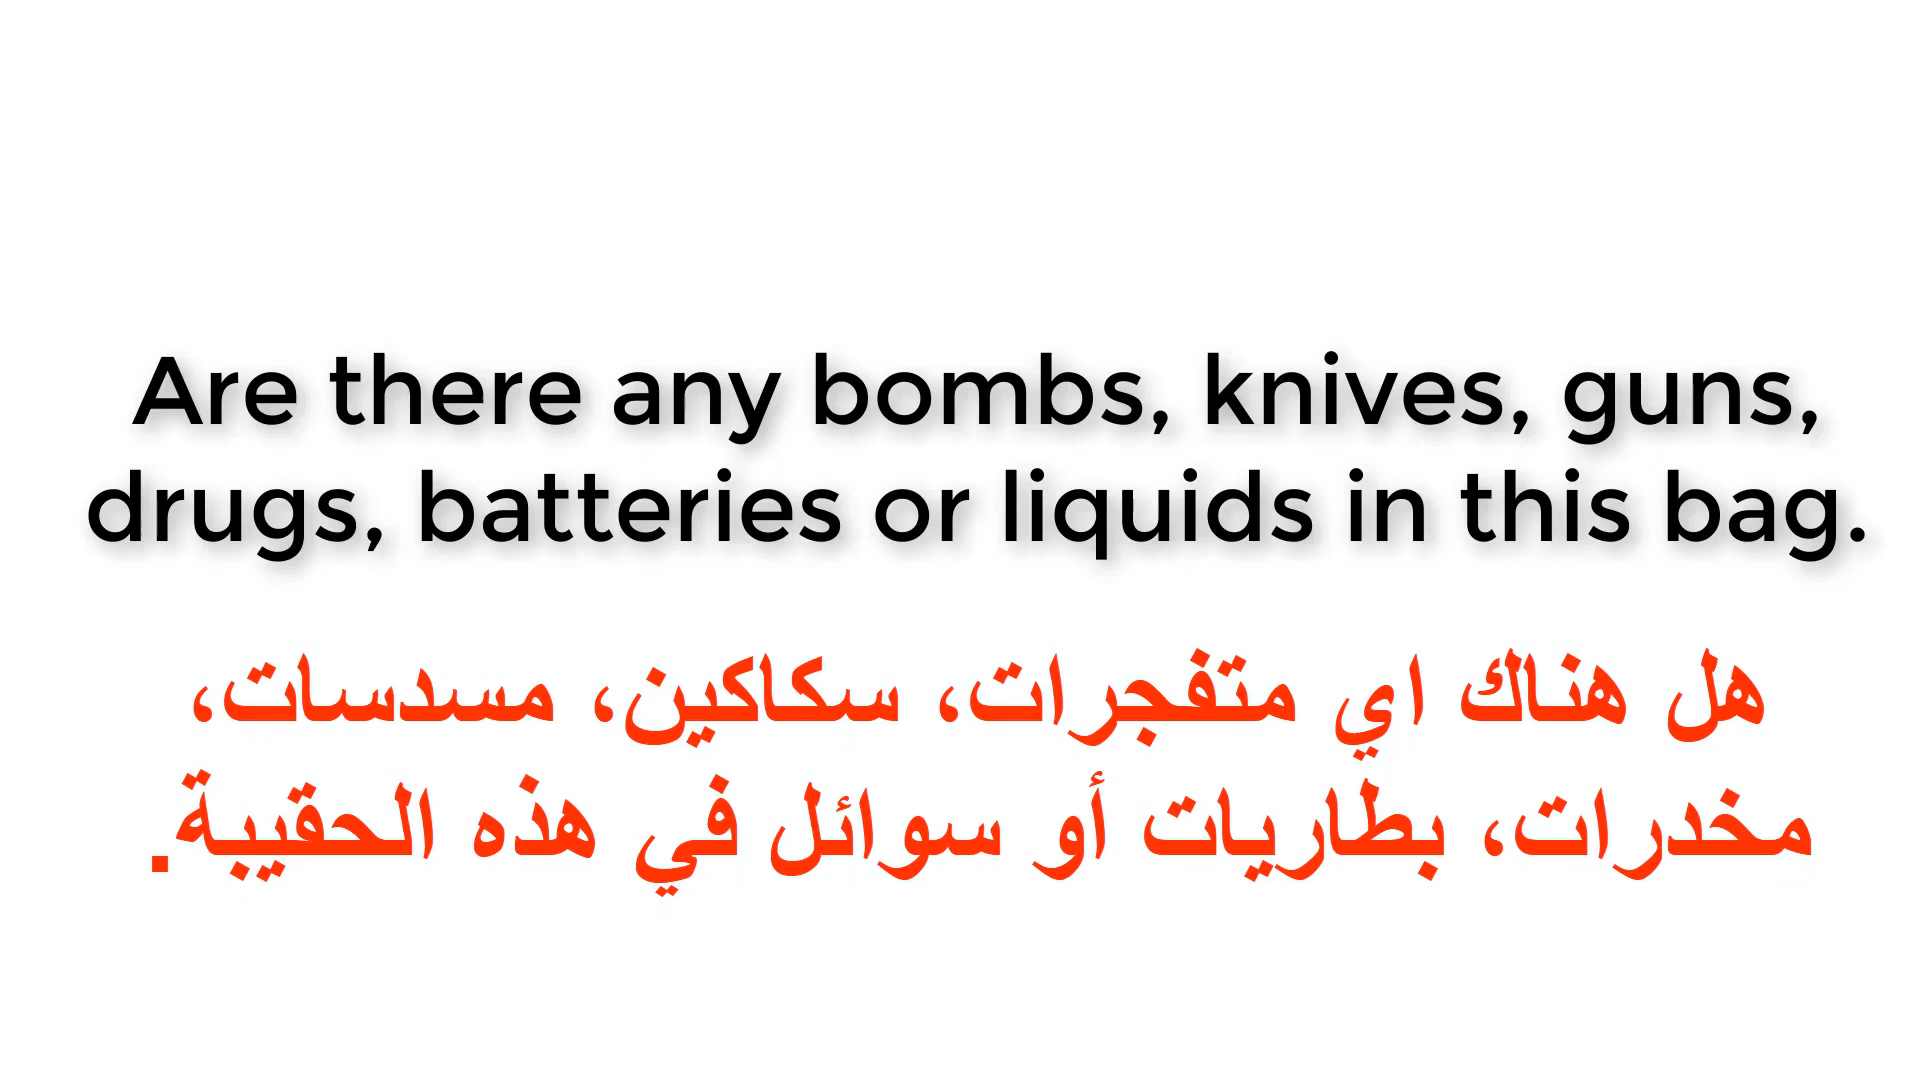 Are there any bombs, knives, guns,
drugs, batteries or liquids in this bag.
هل هناك اي متفجرات، سكاكين، مسدسات،
مخدرات، بطاريات أو سوائل في هذه الحقيبة.